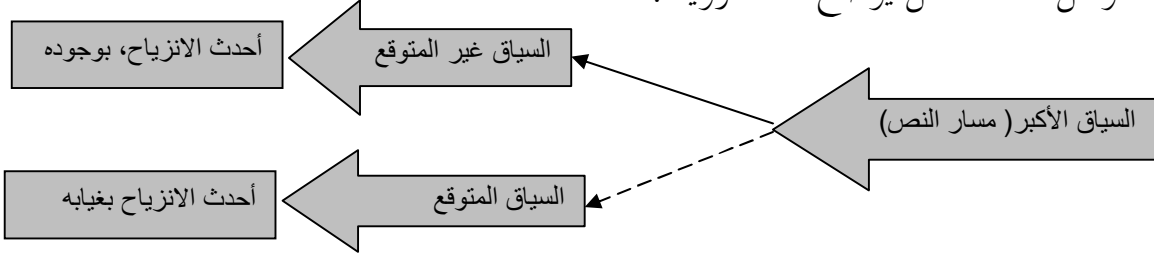 السياق غير المتوقع
أحدث الانزياح، بوجوده
السياق الأكبر( مسار النص)
السياق المتوقع
أحدث الانزياح بغيابه